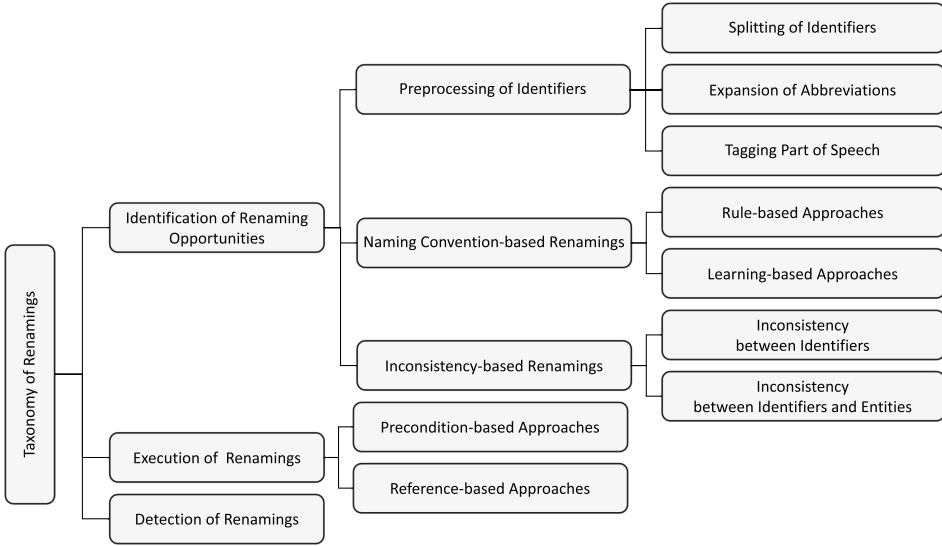 Taxonomy of Renamings
Identification of Renaming
Opportunities
Preprocessing of Identifiers
Splitting of Identifiers
Expansion of Abbreviations
Tagging Part of Speech
Naming Convention-based Renamings
Rule-based Approaches
Learning-based Approaches
Inconsistency-based Renamings
Inconsistency
between Identifiers
Inconsistency
between Identifiers and Entities
Execution of Renamings
Precondition-based Approaches
Reference-based Approaches
Detection of Renamings